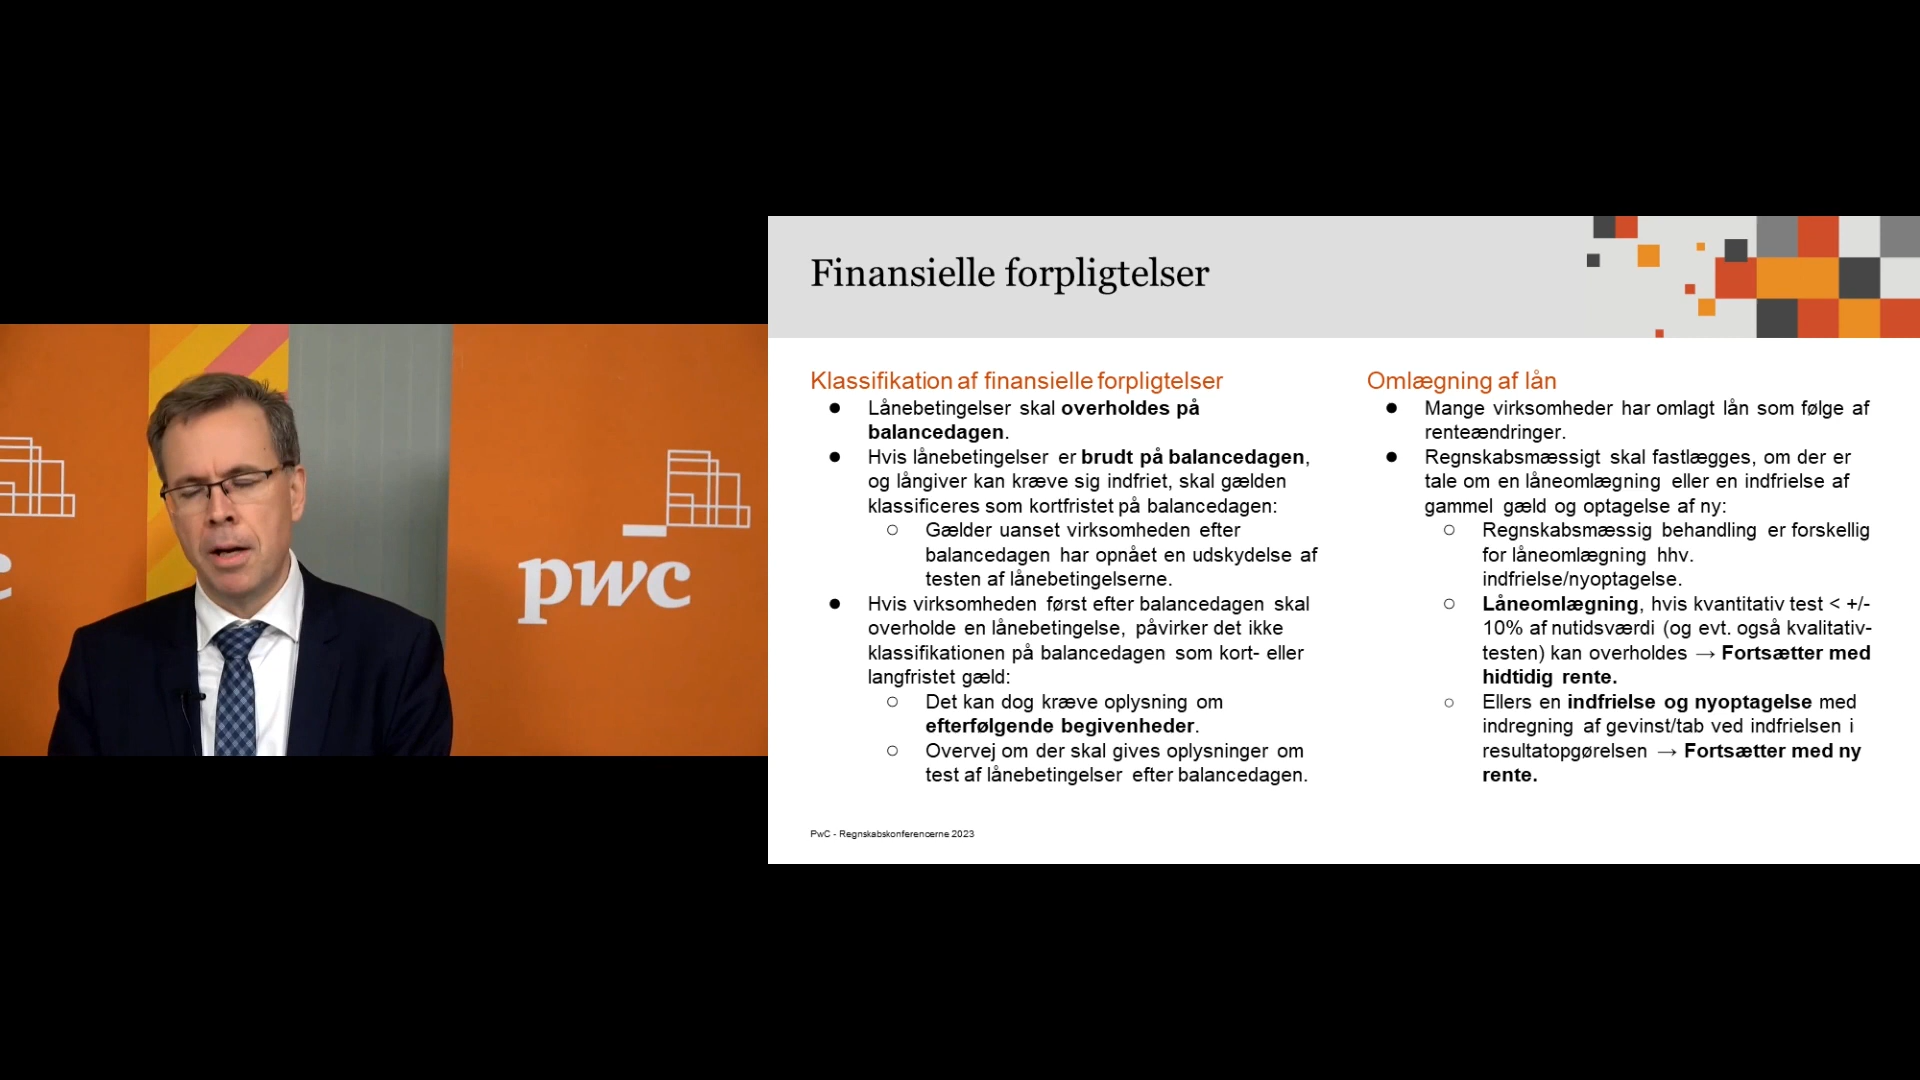 pwc
c
Finansielle forpligtelser
Klassifikation af finansielle forpligtelser
● Lånebetingelser skal overholdes på
balancedagen.
● Hvis lånebetingelser er brudt på balancedagen,
og långiver kan kræve sig indfriet, skal gælden
klassificeres som kortfristet på balancedagen:
○ Gælder uanset virksomheden efter
balancedagen har opnået en udskydelse af
testen af lånebetingelserne.
● Hvis virksomheden først efter balancedagen skal
overholde en lånebetingelse, påvirker det ikke
klassifikationen på balancedagen som kort- eller
langfristet gæld:
○ Det kan dog kræve oplysning om
efterfølgende begivenheder.
○ Overvej om der skal gives oplysninger om
test af lånebetingelser efter balancedagen.
Omlægning af lån
● Mange virksomheder har omlagt lån som følge af
renteændringer.
● Regnskabsmæssigt skal fastlægges, om der er
tale om en låneomlægning eller en indfrielse af
gammel gæld og optagelse af ny:
○ Regnskabsmæssig behandling er forskellig
for låneomlægning hhv.
indfrielse/nyoptagelse.
○ Låneomlægning, hvis kvantitativ test < +/-
10% af nutidsværdi (og evt. også kvalitativ-
testen) kan overholdes → Fortsætter med
hidtidig rente.
○ Ellers en indfrielse og nyoptagelse med
indregning af gevinst/tab ved indfrielsen i
resultatopgørelsen → Fortsætter med ny
rente.
PwC - Regnskabskonferencerne 2023